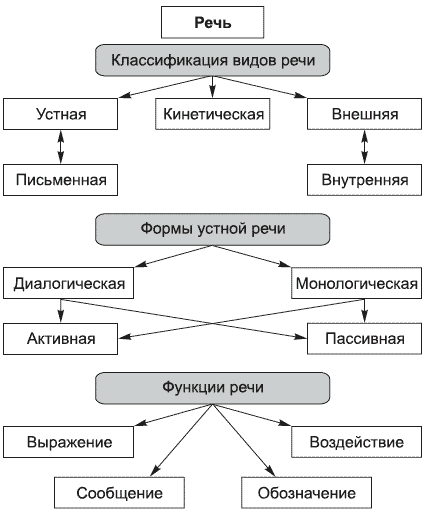 Речь
Классификация видов речи
Устная
Кинетическая
Внешняя
Письменная
Внутренняя
Формы устной речи
Диалогическая
Монологическая
Активная
Пассивная
Функции речи
Выражение
Воздействие
Сообщение
Обозначение